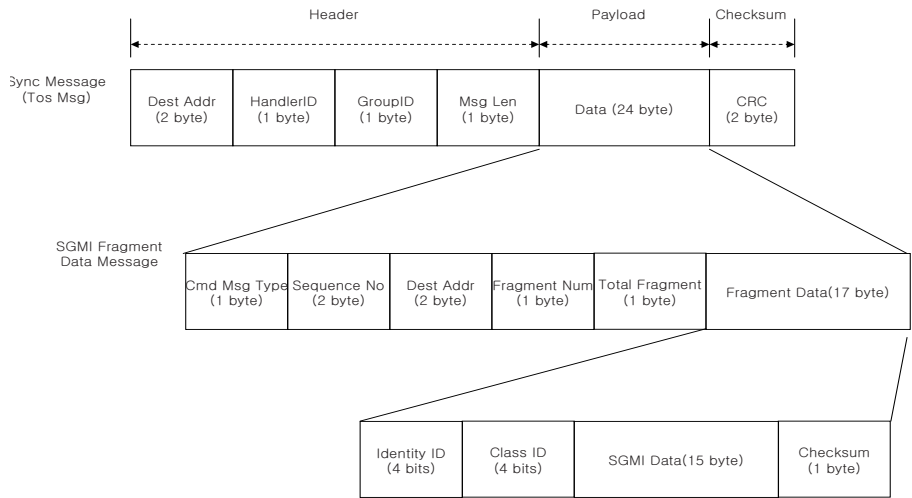 Header
Payload
Checksum
Sync Message
(Tos Msg)
Dest Addr
(2 byte)
HandlerID
(1 byte)
GroupID
(1 byte)
Msg Len
(1 byte)
Data (24 byte)
CRC
(2 byte)
SGMI Fragment
Data Message
Cmd Msg Type
(1 byte)
Sequence No
(2 byte)
Dest Addr
(2 byte)
Fragment Num
(1 byte)
Total Fragment
(1 byte)
Fragment Data(17 byte)
Identity ID
(4 bits)
Class ID
(4 bits)
SGMI Data(15 byte)
Checksum
(1 byte)